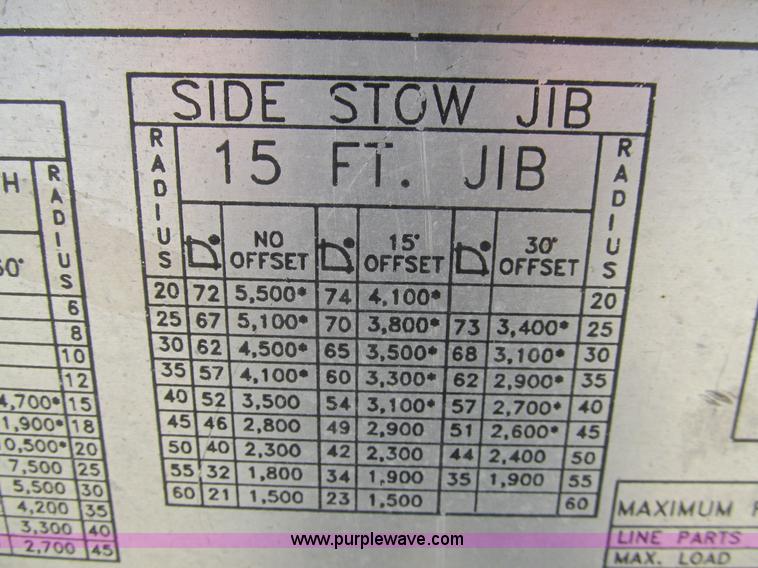 SIDE STOW JIB
RADIUS 15 FT. JIB RADIUS
NO OFFSET 15° OFFSET 30° OFFSET
20 72 5,500* 74 4,100* 20
25 67 5,100* 70 3,800* 73 3,400* 25
30 62 4,500* 65 3,500* 68 3,100* 30
35 57 4,100* 60 3,300* 62 2,900* 35
40 52 3,500 54 3,100* 57 2,700* 40
45 46 2,800 49 2,900 51 2,600* 45
50 40 2,300 42 2,300 44 2,400 50
55 32 1,800 34 1,900 35 1,900 55
60 21 1,500 23 1,500 60
H RADIUS
6
8
10
12
4,700* 15
1,900* 18
10,500* 20
7,500 25
5,500 30
4,200 35
3,300 40
2,700 45
MAXIMUM
LINE PARTS
MAX. LOAD
www.purplewave.com